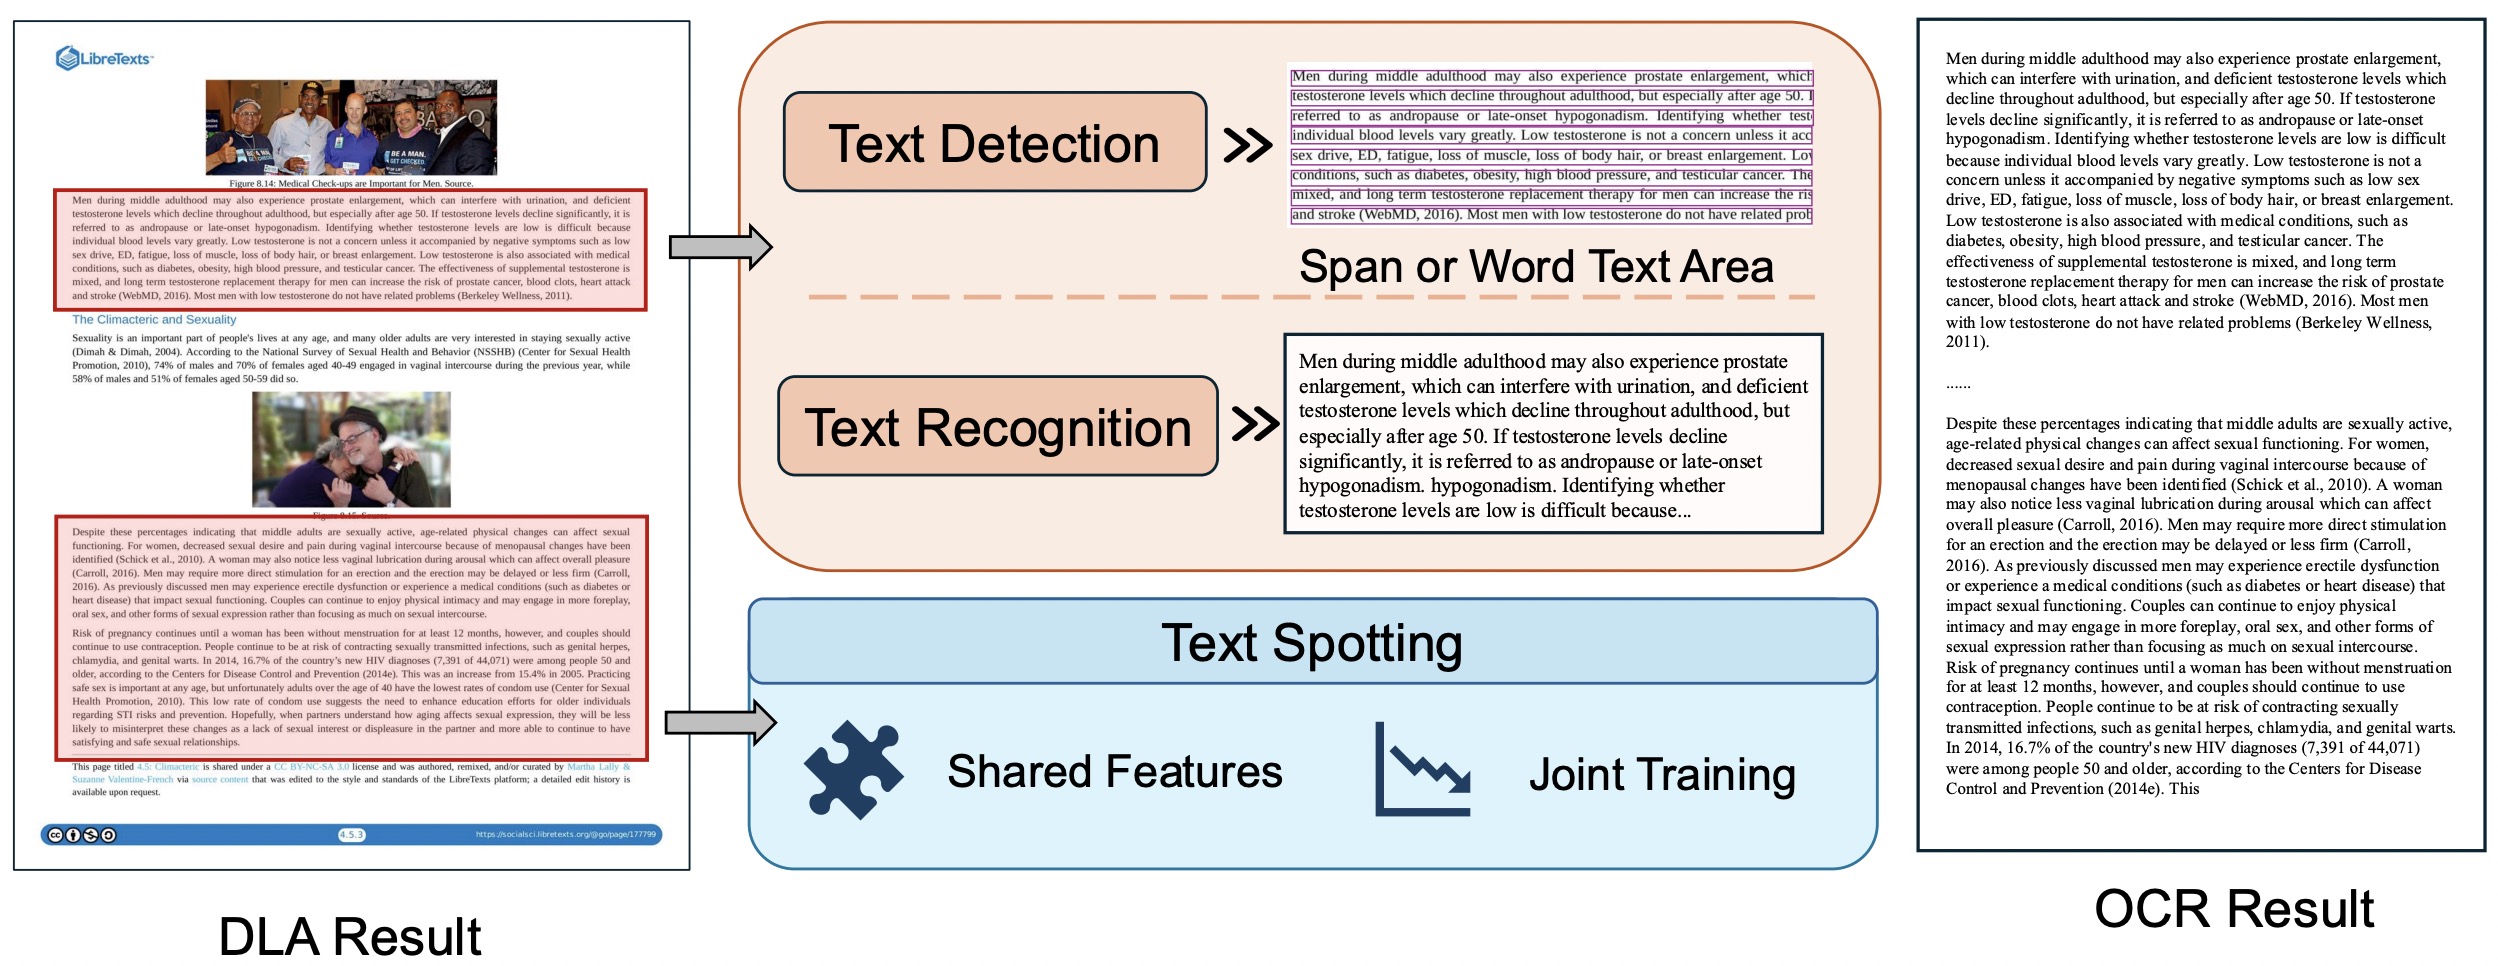 LibreTexts™
BE A MAN.
GET CHECKED.
BE A MAN.
GET CHECKED.
Figure 8.14: Medical Check-ups are Important for Men. Source.
Men during middle adulthood may also experience prostate enlargement, which can interfere with urination, and deficient
testosterone levels which decline throughout adulthood, but especially after age 50. If testosterone levels decline significantly, it is
referred to as andropause or late-onset hypogonadism. Identifying whether testosterone levels are low is difficult because
individual blood levels vary greatly. Low testosterone is not a concern unless it accompanied by negative symptoms such as low
sex drive, ED, fatigue, loss of muscle, loss of body hair, or breast enlargement. Low testosterone is also associated with medical
conditions, such as diabetes, obesity, high blood pressure, and testicular cancer. The effectiveness of supplemental testosterone is
mixed, and long term testosterone replacement therapy for men can increase the risk of prostate cancer, blood clots, heart attack
and stroke (WebMD, 2016). Most men with low testosterone do not have related problems (Berkeley Wellness, 2011).
The Climacteric and Sexuality
Sexuality is an important part of people's lives at any age, and many older adults are very interested in staying sexually active
(Dimah & Dimah, 2004). According to the National Survey of Sexual Health and Behavior (NSSHB) (Center for Sexual Health
Promotion, 2010), 74% of males and 70% of females aged 40-49 engaged in vaginal intercourse during the previous year, while
58% of males and 51% of females aged 50-59 did so.
Figure 8.15: Source.
Despite these percentages indicating that middle adults are sexually active, age-related physical changes can affect sexual
functioning. For women, decreased sexual desire and pain during vaginal intercourse because of menopausal changes have been
identified (Schick et al., 2010). A woman may also notice less vaginal lubrication during arousal which can affect overall pleasure
(Carroll, 2016). Men may require more direct stimulation for an erection and the erection may be delayed or less firm (Carroll,
2016). As previously discussed men may experience erectile dysfunction or experience a medical conditions (such as diabetes or
heart disease) that impact sexual functioning. Couples can continue to enjoy physical intimacy and may engage in more foreplay,
oral sex, and other forms of sexual expression rather than focusing as much on sexual intercourse.
Risk of pregnancy continues until a woman has been without menstruation for at least 12 months, however, and couples should
continue to use contraception. People continue to be at risk of contracting sexually transmitted infections, such as genital herpes,
chlamydia, and genital warts. In 2014, 16.7% of the country's new HIV diagnoses (7,391 of 44,071) were among people 50 and
older, according to the Centers for Disease Control and Prevention (2014e). This was an increase from 15.4% in 2005. Practicing
safe sex is important at any age, but unfortunately adults over the age of 40 have the lowest rates of condom use (Center for Sexual
Health Promotion, 2010). This low rate of condom use suggests the need to enhance education efforts for older individuals
regarding STI risks and prevention. Hopefully, when partners understand how aging affects sexual expression, they will be less
likely to misinterpret these changes as a lack of sexual interest or displeasure in the partner and more able to continue to have
satisfying and safe sexual relationships.
This page titled 4.5: Climacteric is shared under a CC BY-NC-SA 3.0 license and was authored, remixed, and/or curated by Martha Lally &
Suzanne Valentine-French via source content that was edited to the style and standards of the LibreTexts platform; a detailed edit history is
available upon request.
4.5.3
https://socialsci.libretexts.org/@go/page/177799
DLA Result
Text Detection
Men during middle adulthood may also experience prostate enlargement, which
testosterone levels which decline throughout adulthood, but especially after age 50. I
referred to as andropause or late-onset hypogonadism. Identifying whether test
individual blood levels vary greatly. Low testosterone is not a concern unless it acc
sex drive, ED, fatigue, loss of muscle, loss of body hair, or breast enlargement. Lov
conditions, such as diabetes, obesity, high blood pressure, and testicular cancer. The
mixed, and long term testosterone replacement therapy for men can increase the ris
and stroke (WebMD, 2016). Most men with low testosterone do not have related prob
Span or Word Text Area
Text Recognition
Men during middle adulthood may also experience prostate
enlargement, which can interfere with urination, and deficient
testosterone levels which decline throughout adulthood, but
especially after age 50. If testosterone levels decline
significantly, it is referred to as andropause or late-onset
hypogonadism. hypogonadism. Identifying whether
testosterone levels are low is difficult because...
Text Spotting
Shared Features
Joint Training
Men during middle adulthood may also experience prostate enlargement,
which can interfere with urination, and deficient testosterone levels which
decline throughout adulthood, but especially after age 50. If testosterone
levels decline significantly, it is referred to as andropause or late-onset
hypogonadism. Identifying whether testosterone levels are low is difficult
because individual blood levels vary greatly. Low testosterone is not a
concern unless it accompanied by negative symptoms such as low sex
drive, ED, fatigue, loss of muscle, loss of body hair, or breast enlargement.
Low testosterone is also associated with medical conditions, such as
diabetes, obesity, high blood pressure, and testicular cancer. The
effectiveness of supplemental testosterone is mixed, and long term
testosterone replacement therapy for men can increase the risk of prostate
cancer, blood clots, heart attack and stroke (WebMD, 2016). Most men
with low testosterone do not have related problems (Berkeley Wellness,
2011).
......
Despite these percentages indicating that middle adults are sexually active,
age-related physical changes can affect sexual functioning. For women,
decreased sexual desire and pain during vaginal intercourse because of
menopausal changes have been identified (Schick et al., 2010). A woman
may also notice less vaginal lubrication during arousal which can affect
overall pleasure (Carroll, 2016). Men may require more direct stimulation
for an erection and the erection may be delayed or less firm (Carroll,
2016). As previously discussed men may experience erectile dysfunction
or experience a medical conditions (such as diabetes or heart disease) that
impact sexual functioning. Couples can continue to enjoy physical
intimacy and may engage in more foreplay, oral sex, and other forms of
sexual expression rather than focusing as much on sexual intercourse.
Risk of pregnancy continues until a woman has been without menstruation
for at least 12 months, however, and couples should continue to use
contraception. People continue to be at risk of contracting sexually
transmitted infections, such as genital herpes, chlamydia, and genital warts.
In 2014, 16.7% of the country's new HIV diagnoses (7,391 of 44,071)
were among people 50 and older, according to the Centers for Disease
Control and Prevention (2014e). This
OCR Result